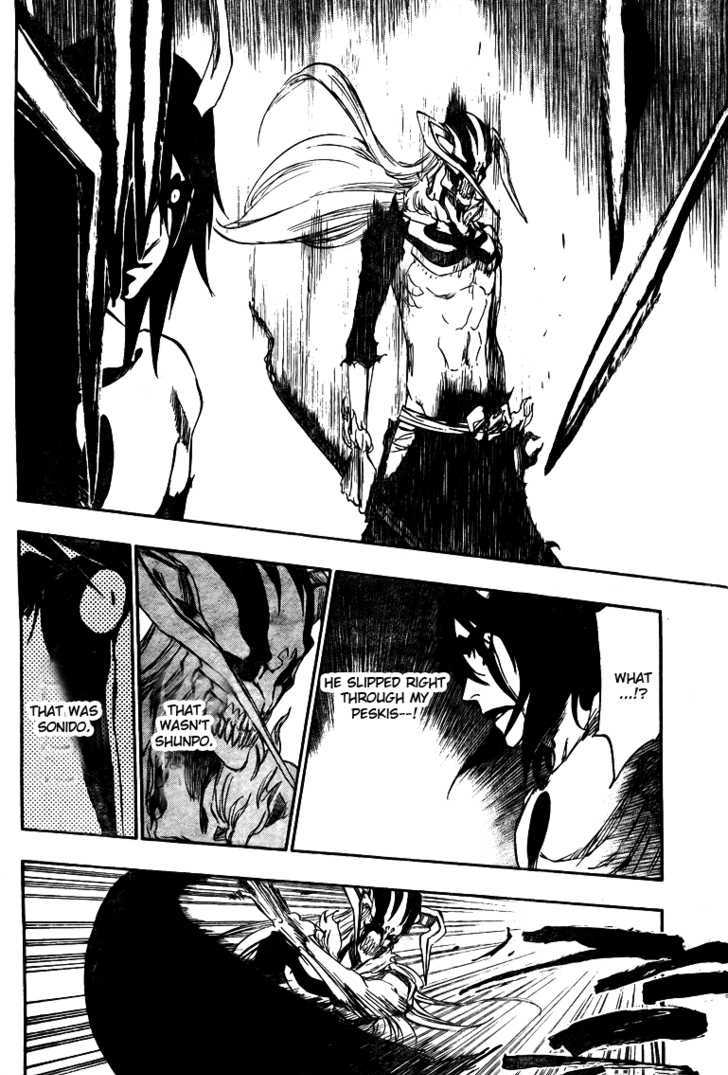 WHAT
...!?
HE SLIPPED RIGHT
THROUGH MY
PESKIS--!
THAT
WASN'T
SHUNPO.
THAT WAS
SONIDO.